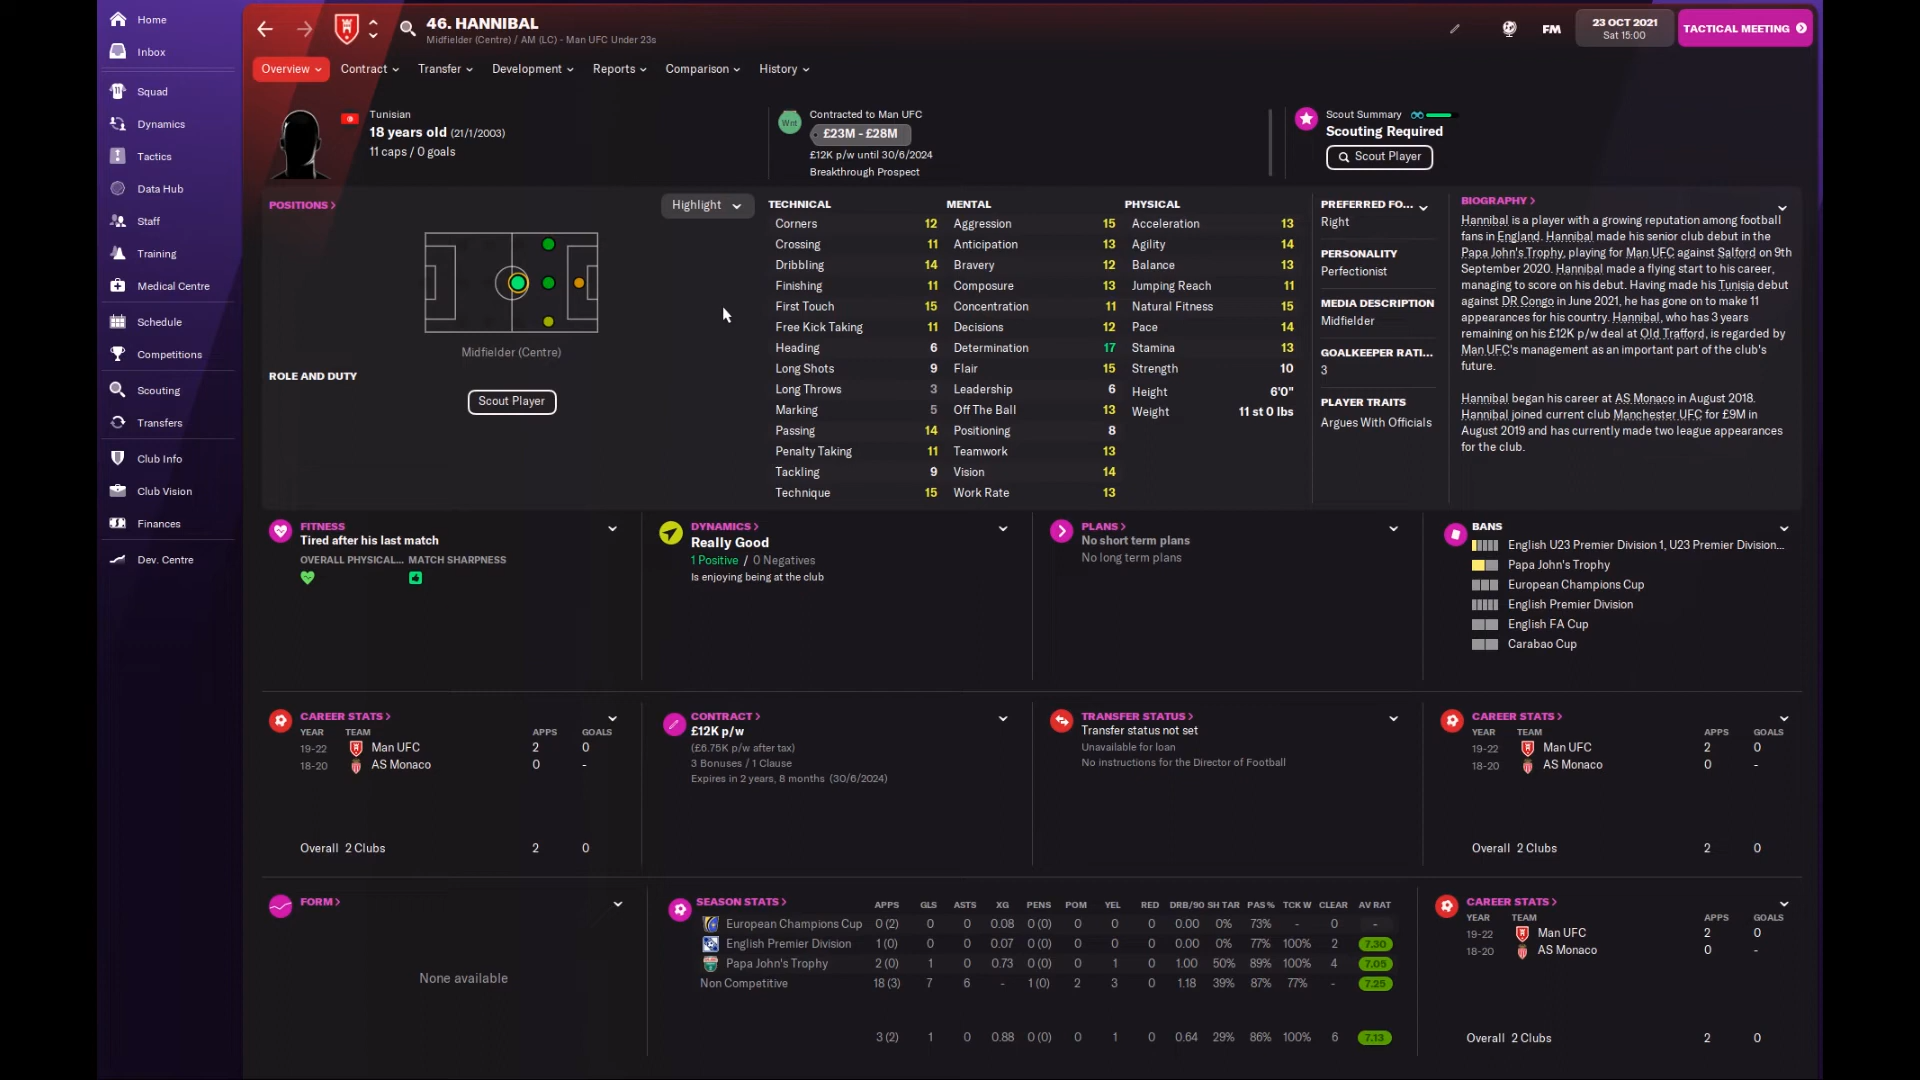 Home
Inbox
Squad
Dynamics
Tactics
Data Hub
Staff
Training
Medical Centre
Schedule
Competitions
Scouting
Transfers
Club Info
Club Vision
Finances
Dev. Centre
46. HANNIBAL
Midfielder (Centre) / AM (LC) - Man UFC Under 23s
FM
23 OCT 2021
Sat 15:00
TACTICAL MEETING
Overview Contract Transfer Development Reports Comparison History
Tunisian
18 years old (21/1/2003)
11 caps / 0 goals
Wnt
Contracted to Man UFC
£23M - £28M
£12K p/w until 30/6/2024
Breakthrough Prospect
Scout Summary
Scouting Required
Scout Player
POSITIONS >
Highlight
Midfielder (Centre)
ROLE AND DUTY
Scout Player
TECHNICAL
Corners 12
Crossing 11
Dribbling 14
Finishing 11
First Touch 15
Free Kick Taking 11
Heading 6
Long Shots 9
Long Throws 3
Marking 5
Passing 14
Penalty Taking 11
Tackling 9
Technique 15
MENTAL
Aggression 15
Anticipation 13
Bravery 12
Composure 13
Concentration 11
Decisions 12
Determination 17
Flair 15
Leadership 6
Off The Ball 13
Positioning 8
Teamwork 13
Vision 14
Work Rate 13
PHYSICAL
Acceleration 13
Agility 14
Balance 13
Jumping Reach 11
Natural Fitness 15
Pace 14
Stamina 13
Strength 10
Height 6'0"
Weight 11 st 0 lbs
PREFERRED FO...
Right
PERSONALITY
Perfectionist
MEDIA DESCRIPTION
Midfielder
GOALKEEPER RATI...
3
PLAYER TRAITS
Argues With Officials
BIOGRAPHY >
Hannibal is a player with a growing reputation among football
fans in England. Hannibal made his senior club debut in the
Papa John's Trophy, playing for Man UFC against Salford on 9th
September 2020. Hannibal made a flying start to his career,
managing to score on his debut. Having made his Tunisia debut
against DR Congo in June 2021, he has gone on to make 11
appearances for his country. Hannibal, who has 3 years
remaining on his £12K p/w deal at Old Trafford, is regarded by
Man UFC's management as an important part of the club's
future.
Hannibal began his career at AS Monaco in August 2018.
Hannibal joined current club Manchester UFC for £9M in
August 2019 and has currently made two league appearances
for the club.
FITNESS
Tired after his last match
OVERALL PHYSICAL... MATCH SHARPNESS
DYNAMICS >
Really Good
1 Positive / 0 Negatives
Is enjoying being at the club
PLANS >
No short term plans
No long term plans
BANS
English U23 Premier Division 1, U23 Premier Division...
Papa John's Trophy
European Champions Cup
English Premier Division
English FA Cup
Carabao Cup
CAREER STATS >
YEAR TEAM APPS GOALS
19-22 Man UFC 2 0
18-20 AS Monaco 0 -
Overall 2 Clubs 2 0
CONTRACT >
£12K p/w
(£6.75K p/w after tax)
3 Bonuses / 1 Clause
Expires in 2 years, 8 months (30/6/2024)
TRANSFER STATUS >
Transfer status not set
Unavailable for loan
No instructions for the Director of Football
CAREER STATS >
YEAR TEAM APPS GOALS
19-22 Man UFC 2 0
18-20 AS Monaco 0 -
Overall 2 Clubs 2 0
FORM >
None available
SEASON STATS > APPS GLS ASTS XG PENS POM YEL RED DRB/90 SH TAR PAS % TCK W CLEAR AV RAT
European Champions Cup 0 (2) 0 0 0.08 0 (0) 0 0 0 0.00 0% 73% - 0 -
English Premier Division 1 (0) 0 0 0.07 0 (0) 0 0 0 0.00 0% 77% 100% 2 7.30
Papa John's Trophy 2 (0) 1 0 0.73 0 (0) 0 1 0 1.00 50% 89% 100% 4 7.05
Non Competitive 18 (3) 7 6 - 1 (0) 2 3 0 1.18 39% 87% 77% - 7.25
3 (2) 1 0 0.88 0 (0) 0 1 0 0.64 29% 86% 100% 6 7.13
CAREER STATS >
YEAR TEAM APPS GOALS
19-22 Man UFC 2 0
18-20 AS Monaco 0 -
Overall 2 Clubs 2 0